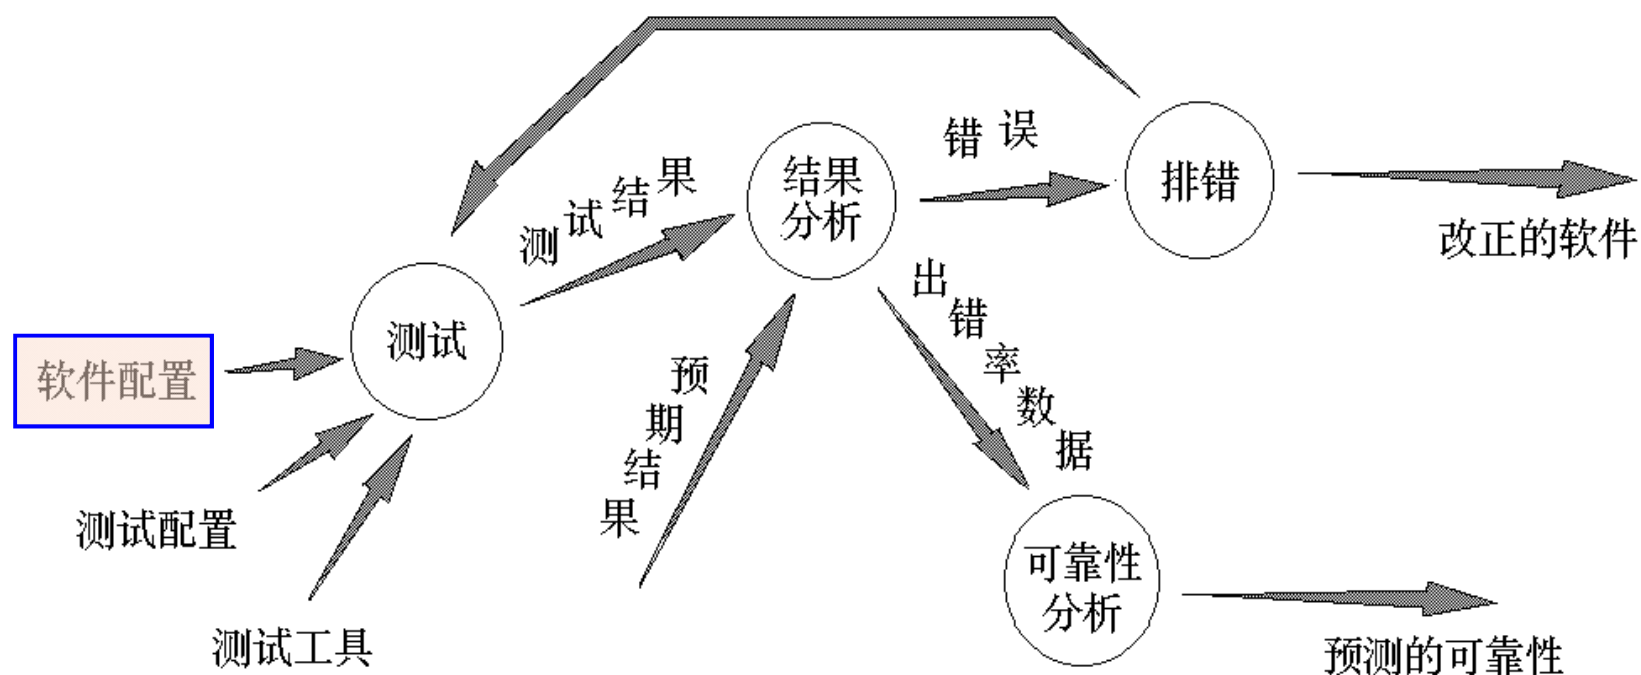 错误
结果
分析
排错
测试结果
改正的软件
出错率数据
测试
软件配置
预期结果
测试配置
可靠性
分析
测试工具
预测的可靠性